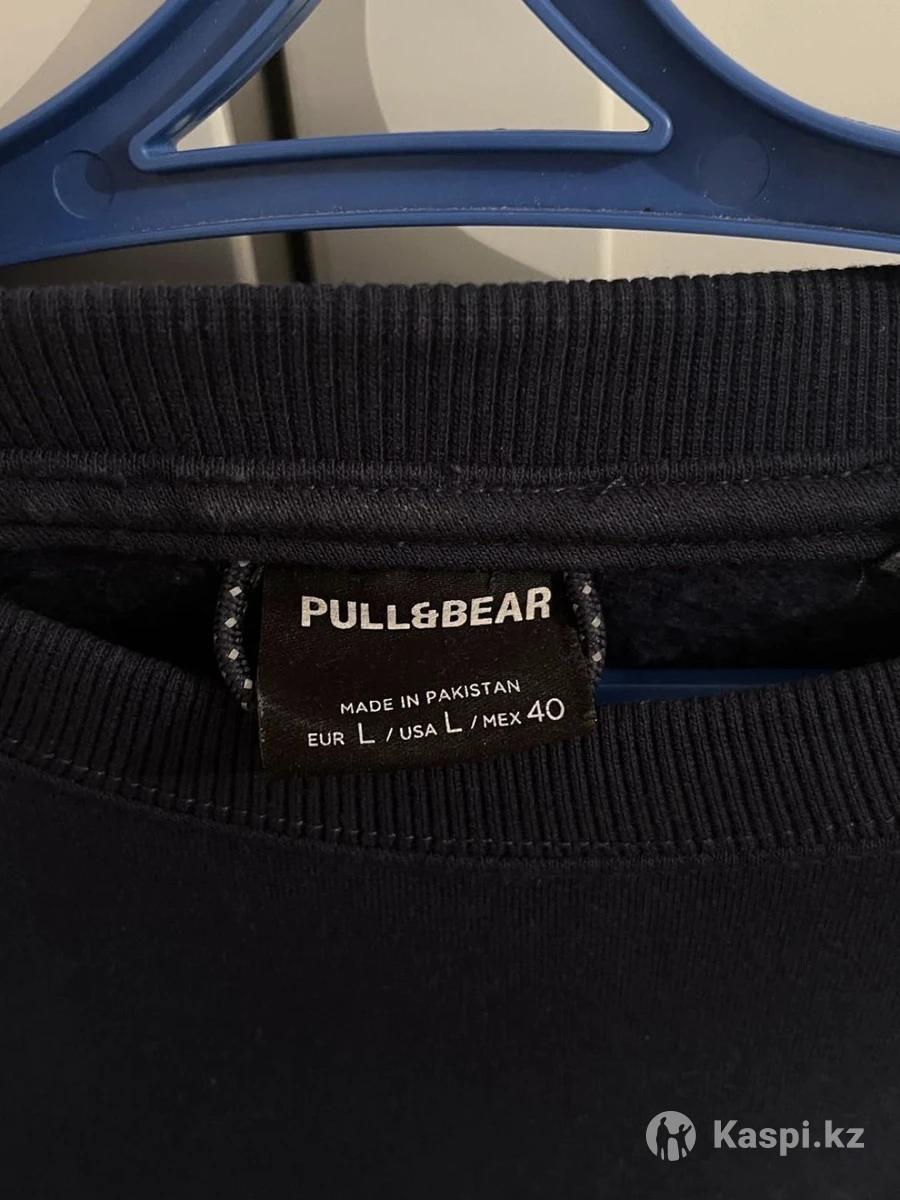 PULL&BEAR
MADE IN PAKISTAN
EUR L / USA L / MEX 40
Kaspi.kz